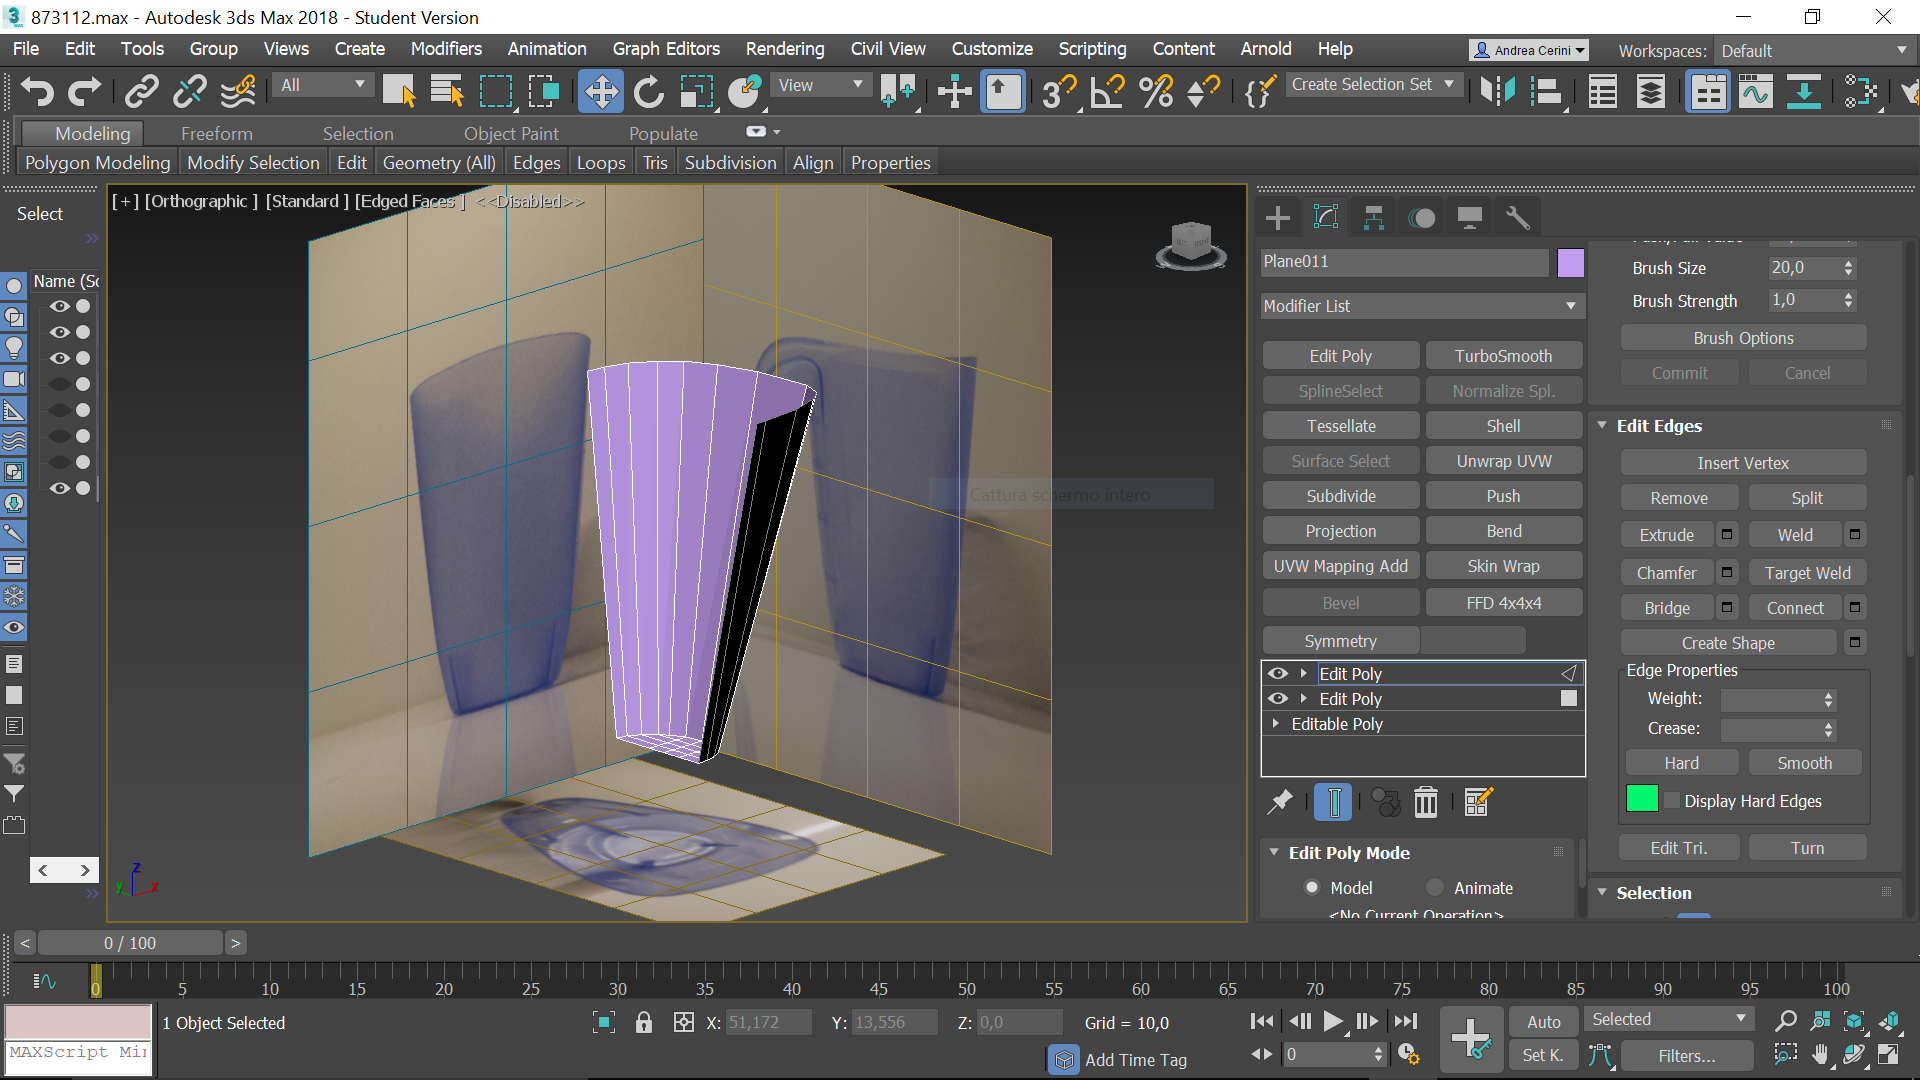 873112.max - Autodesk 3ds Max 2018 - Student Version
File Edit Tools Group Views Create Modifiers Animation Graph Editors Rendering Civil View Customize Scripting Content Arnold Help
Andrea Cerini
Workspaces: Default
All
View
Create Selection Set
Modeling Freeform Selection Object Paint Populate
Polygon Modeling Modify Selection Edit Geometry (All) Edges Loops Tris Subdivision Align Properties
Select
Name (Sc
[+] [Orthographic ] [Standard ] [Edged Faces ] <<Disabled>>
Cattura schermo intero
z
y
x
Plane011
Modifier List
Edit Poly TurboSmooth
SplineSelect Normalize Spl.
Tessellate Shell
Surface Select Unwrap UVW
Subdivide Push
Projection Bend
UVW Mapping Add Skin Wrap
Bevel FFD 4x4x4
Symmetry
Edit Poly
Edit Poly
Editable Poly
Edit Poly Mode
Model Animate
<No Current Operation>
Brush Size 20,0
Brush Strength 1,0
Brush Options
Commit Cancel
Edit Edges
Insert Vertex
Remove Split
Extrude Weld
Chamfer Target Weld
Bridge Connect
Create Shape
Edge Properties
Weight:
Crease:
Hard Smooth
Display Hard Edges
Edit Tri. Turn
Selection
< 0 / 100 >
0 5 10 15 20 25 30 35 40 45 50 55 60 65 70 75 80 85 90 95 100
1 Object Selected
X: 51,172 Y: 13,556 Z: 0,0 Grid = 10,0
Auto Selected
MAXScript Mir
Add Time Tag
0
Set K. Filters...